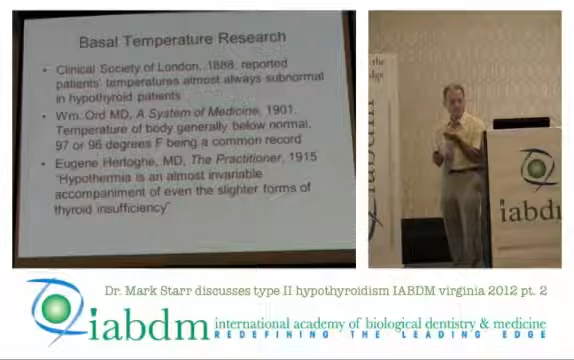 Basal Temperature Research
• Clinical Society of London, 1888, reported
patients' temperatures almost always subnormal
in hypothyroid patients
• Wm. Ord MD, A System of Medicine, 1901.
Temperature of body generally below normal,
97 or 96 degrees F being a common record
• Eugene Hertoghe, MD, The Practitioner, 1915
"Hypothermia is an almost invariable
accompaniment of even the slighter forms of
thyroid insufficiency"
the
dge
iabdm
iabdm
Dr. Mark Starr discusses type II hypothyroidism IABDM virginia 2012 pt. 2
iabdm international academy of biological dentistry & medicine
REDEFINING THE LEADING EDGE